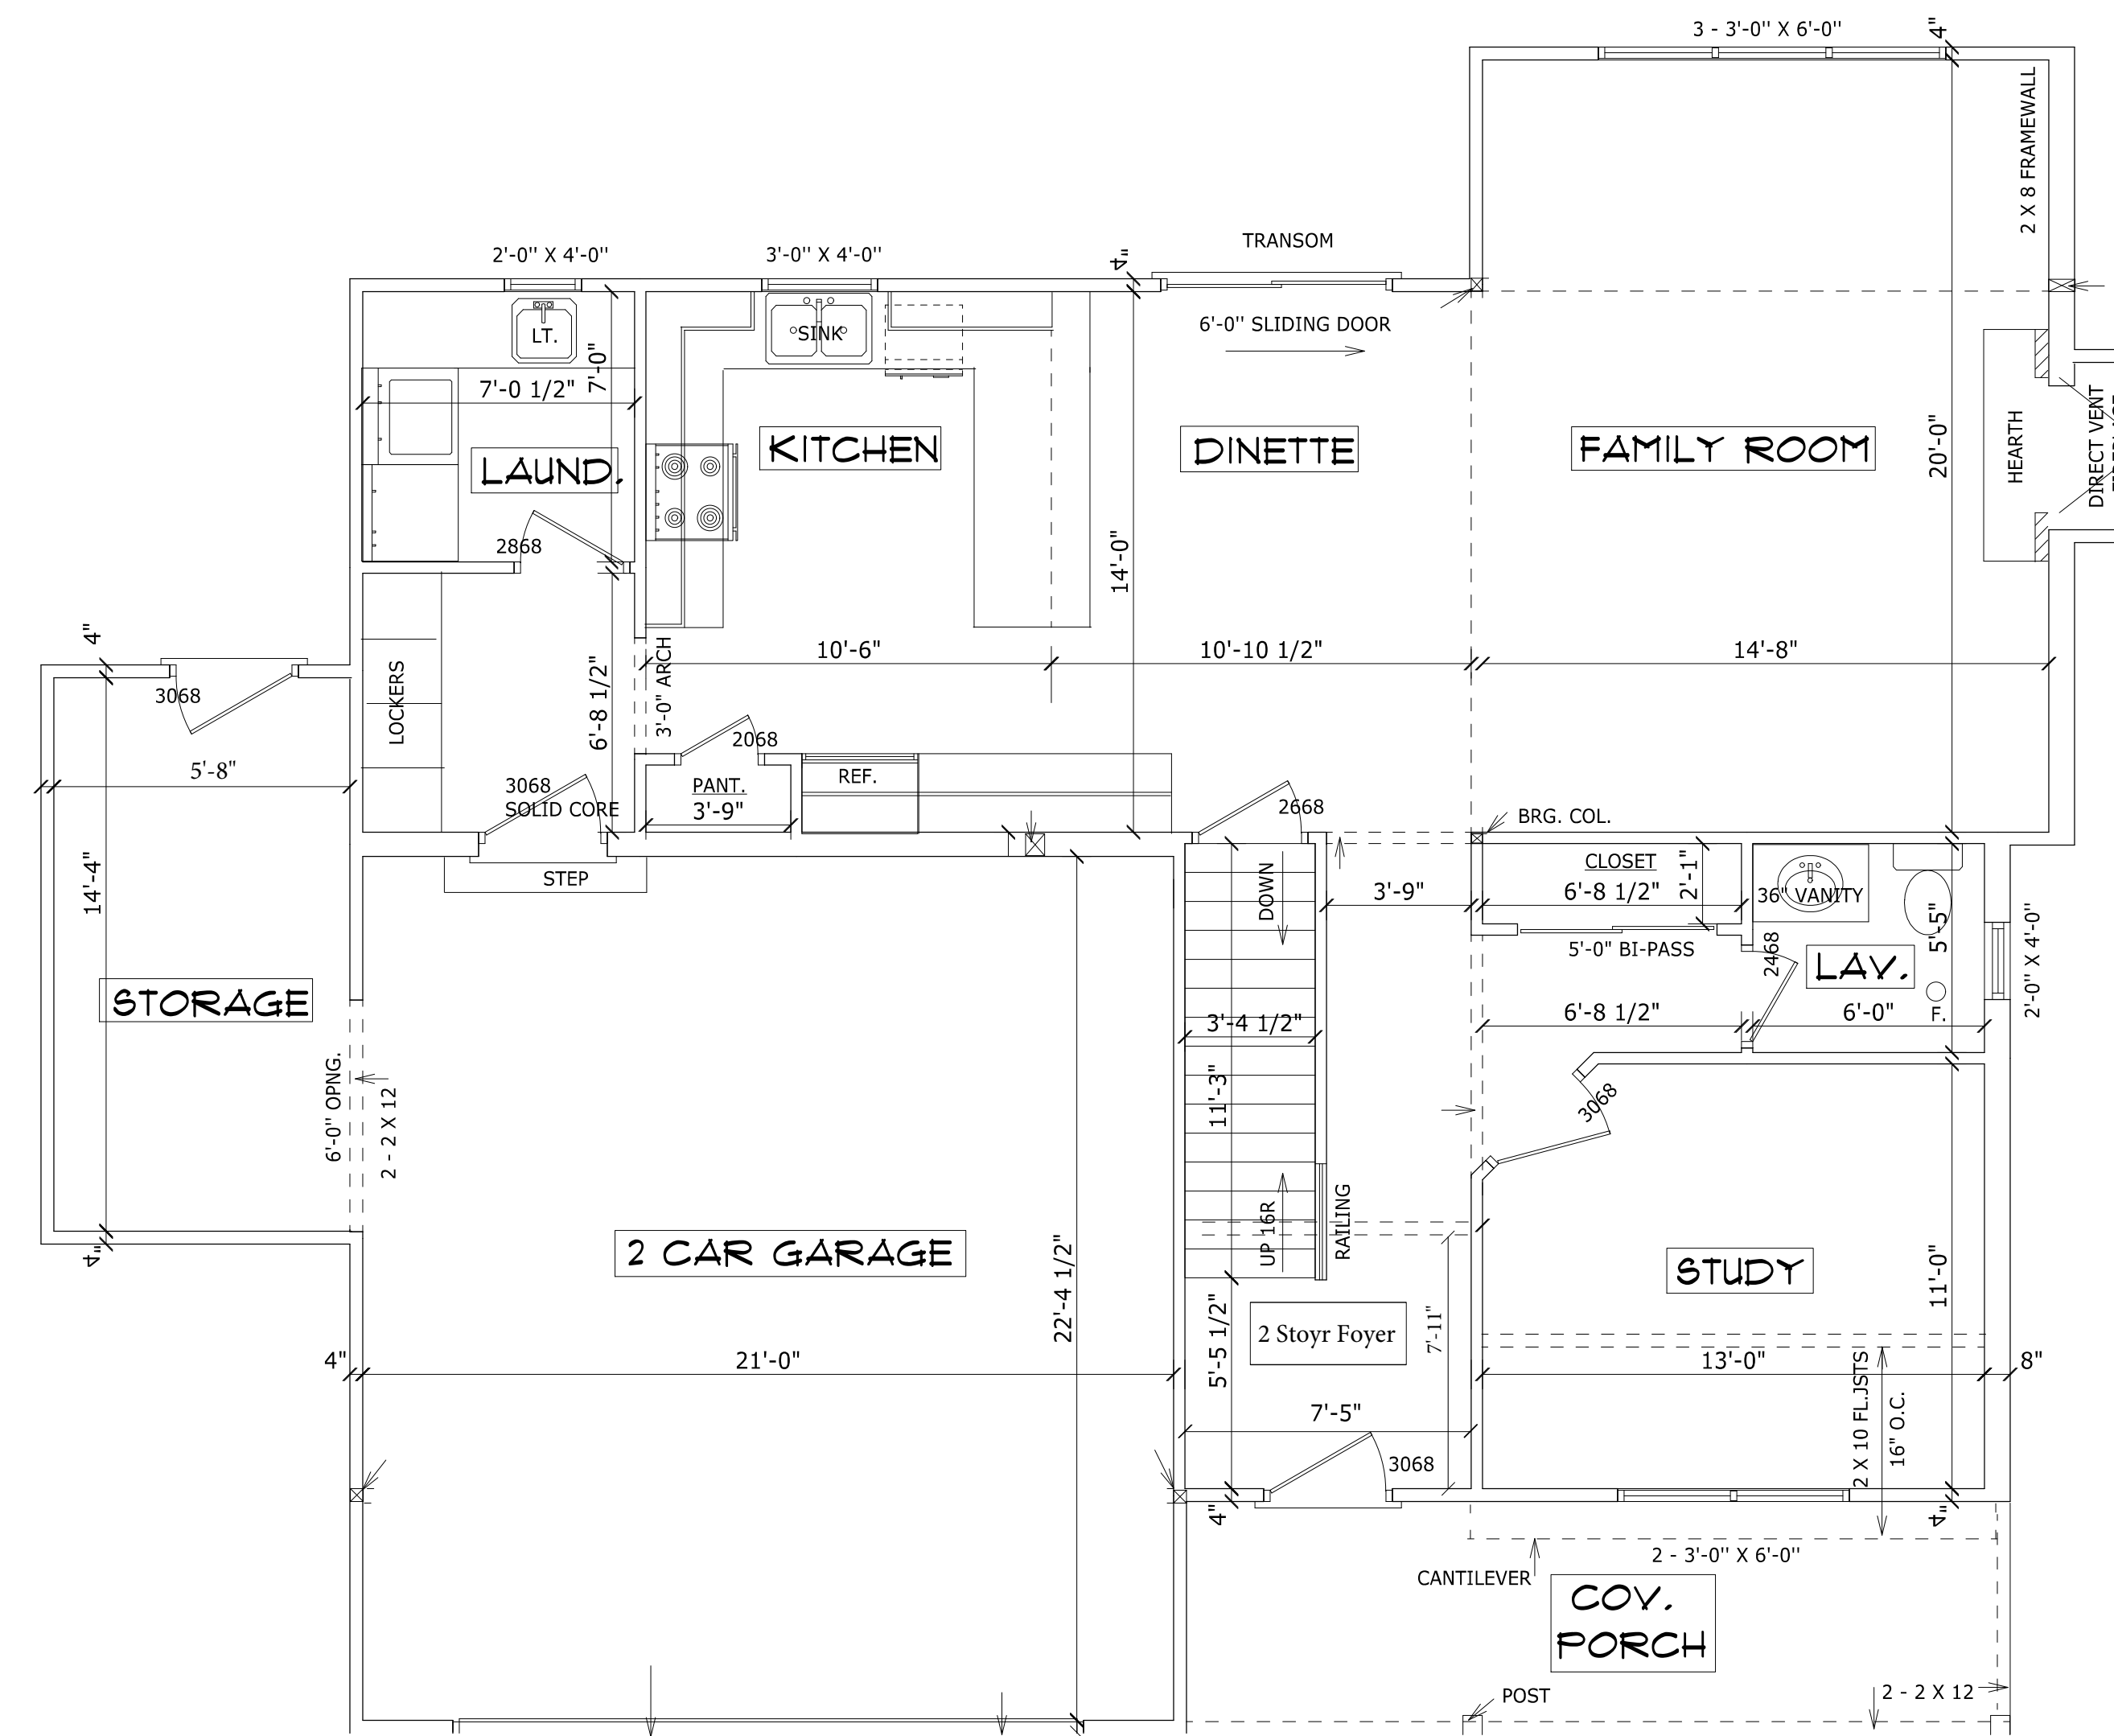 3 - 3'-0" X 6'-0"
4"
2 X 8 FRAMEWALL
TRANSOM
2'-0" X 4'-0"
3'-0" X 4'-0"
4"
6'-0" SLIDING DOOR
LT.
SINK
7'-0"
7'-0 1/2"
KITCHEN
DINETTE
FAMILY ROOM
20'-0"
HEARTH
DIRECT VENT
LAUND.
2868
14'-0"
4"
10'-6"
10'-10 1/2"
14'-8"
3068
LOCKERS
6'-8 1/2"
3'-0" ARCH
2068
5'-8"
3068
SOLID CORE
PANT.
3'-9"
REF.
2668
BRG. COL.
STEP
14'-4"
DOWN
3'-9"
CLOSET
6'-8 1/2"
2'-1"
36" VANITY
5'-5"
2'-0" X 4'-0"
5'-0" BI-PASS
2468
LAV.
STORAGE
3'-4 1/2"
6'-8 1/2"
6'-0"
F.
6'-0" OPNG.
2 - 2 X 12
11'-3"
3068
UP 16R
RAILING
4"
2 CAR GARAGE
22'-4 1/2"
STUDY
11'-0"
2 Stoyr Foyer
7'-11"
5'-5 1/2"
4"
21'-0"
13'-0"
8"
7'-5"
2 X 10 FL.JSTS
16" O.C.
3068
4"
4"
2 - 3'-0" X 6'-0"
CANTILEVER
COV.
PORCH
POST
2 - 2 X 12